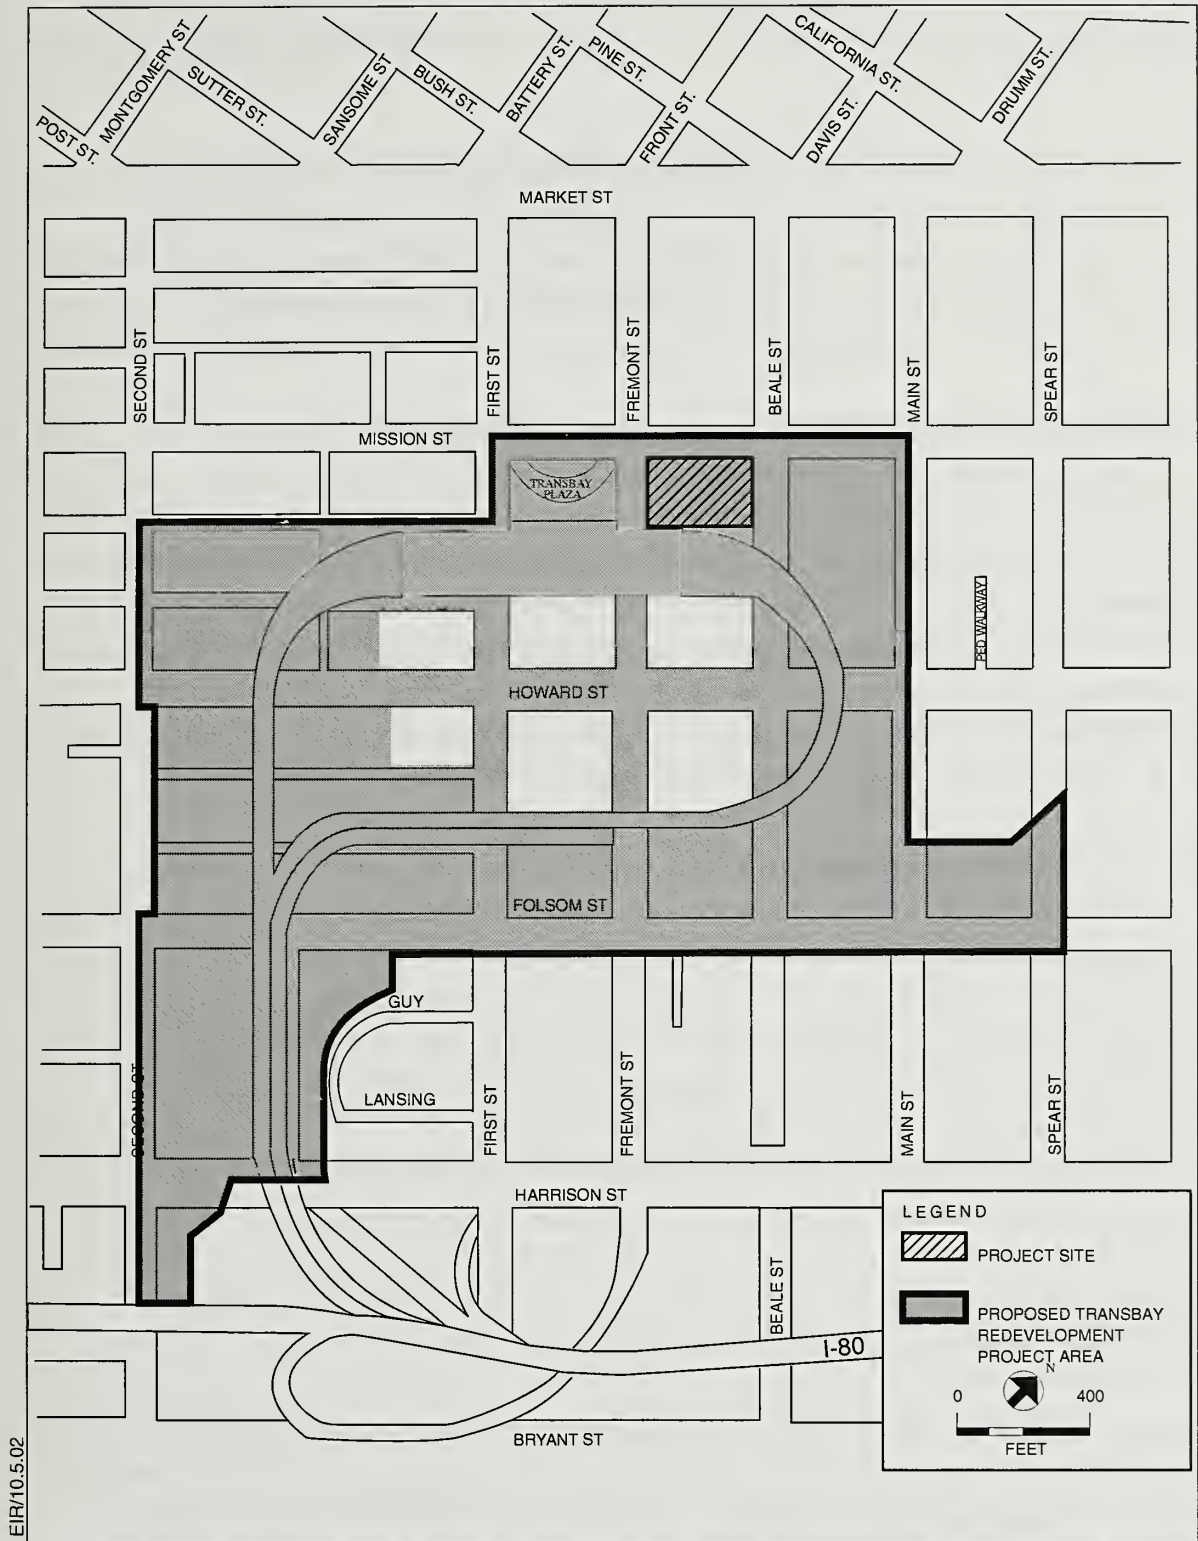 CALIFORNIA ST.
PINE ST.
BATTERY ST.
BUSH ST.
SANSOME ST
SUTTER ST.
MONTGOMERY ST
POST ST.
FRONT ST.
DAVIS ST.
DRUMM ST.
MARKET ST
SECOND ST
FIRST ST
FREMONT ST
BEALE ST
MAIN ST
SPEAR ST
MISSION ST
TRANSBAY
PLAZA
PED WALKWAY
HOWARD ST
FOLSOM ST
GUY
LANSING
SECOND ST
FIRST ST
FREMONT ST
MAIN ST
SPEAR ST
HARRISON ST
BEALE ST
I-80
BRYANT ST
LEGEND
PROJECT SITE
PROPOSED TRANSBAY
REDEVELOPMENT
PROJECT AREA
N
0 400
FEET
EIR/10.5.02